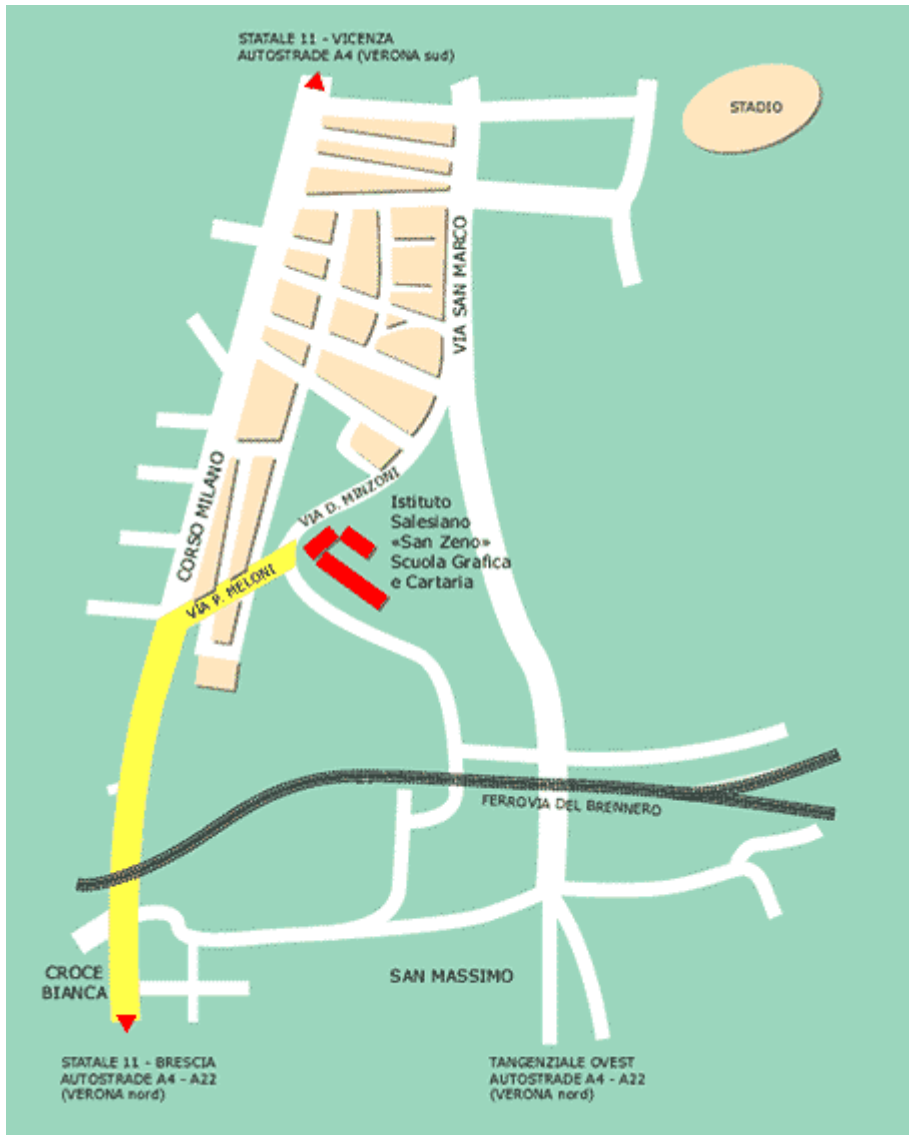 STATALE 11 - VICENZA
AUTOSTRADE A4 (VERONA sud)
STADIO
VIA SAN MARCO
CORSO MILANO
VIA D. MINZONI
Istituto
Salesiano
«San Zeno»
Scuola Grafica
e Cartaria
VIA P. MELONI
FERROVIA DEL BRENNERO
CROCE
BIANCA
SAN MASSIMO
STATALE 11 - BRESCIA
AUTOSTRADE A4 - A22
(VERONA nord)
TANGENZIALE OVEST
AUTOSTRADE A4 - A22
(VERONA nord)